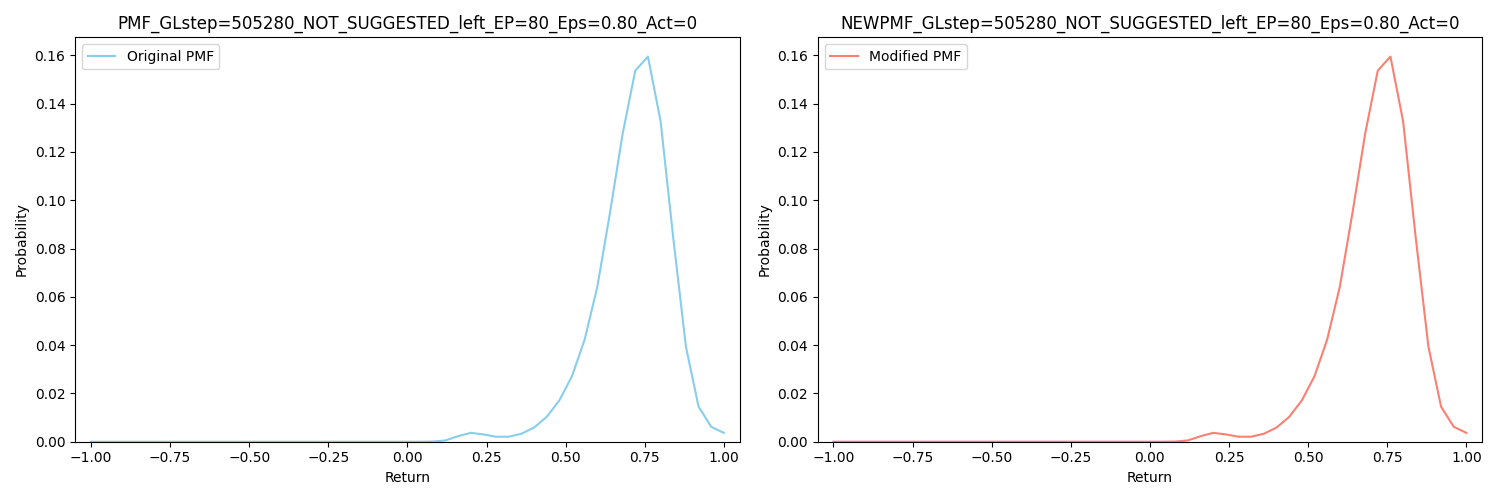 PMF_GLstep=505280_NOT_SUGGESTED_left_EP=80_Eps=0.80_Act=0
Original PMF
Probability
0.16
0.14
0.12
0.10
0.08
0.06
0.04
0.02
0.00
−1.00 −0.75 −0.50 −0.25 0.00 0.25 0.50 0.75 1.00
Return
NEWPMF_GLstep=505280_NOT_SUGGESTED_left_EP=80_Eps=0.80_Act=0
Modified PMF
Probability
0.16
0.14
0.12
0.10
0.08
0.06
0.04
0.02
0.00
−1.00 −0.75 −0.50 −0.25 0.00 0.25 0.50 0.75 1.00
Return